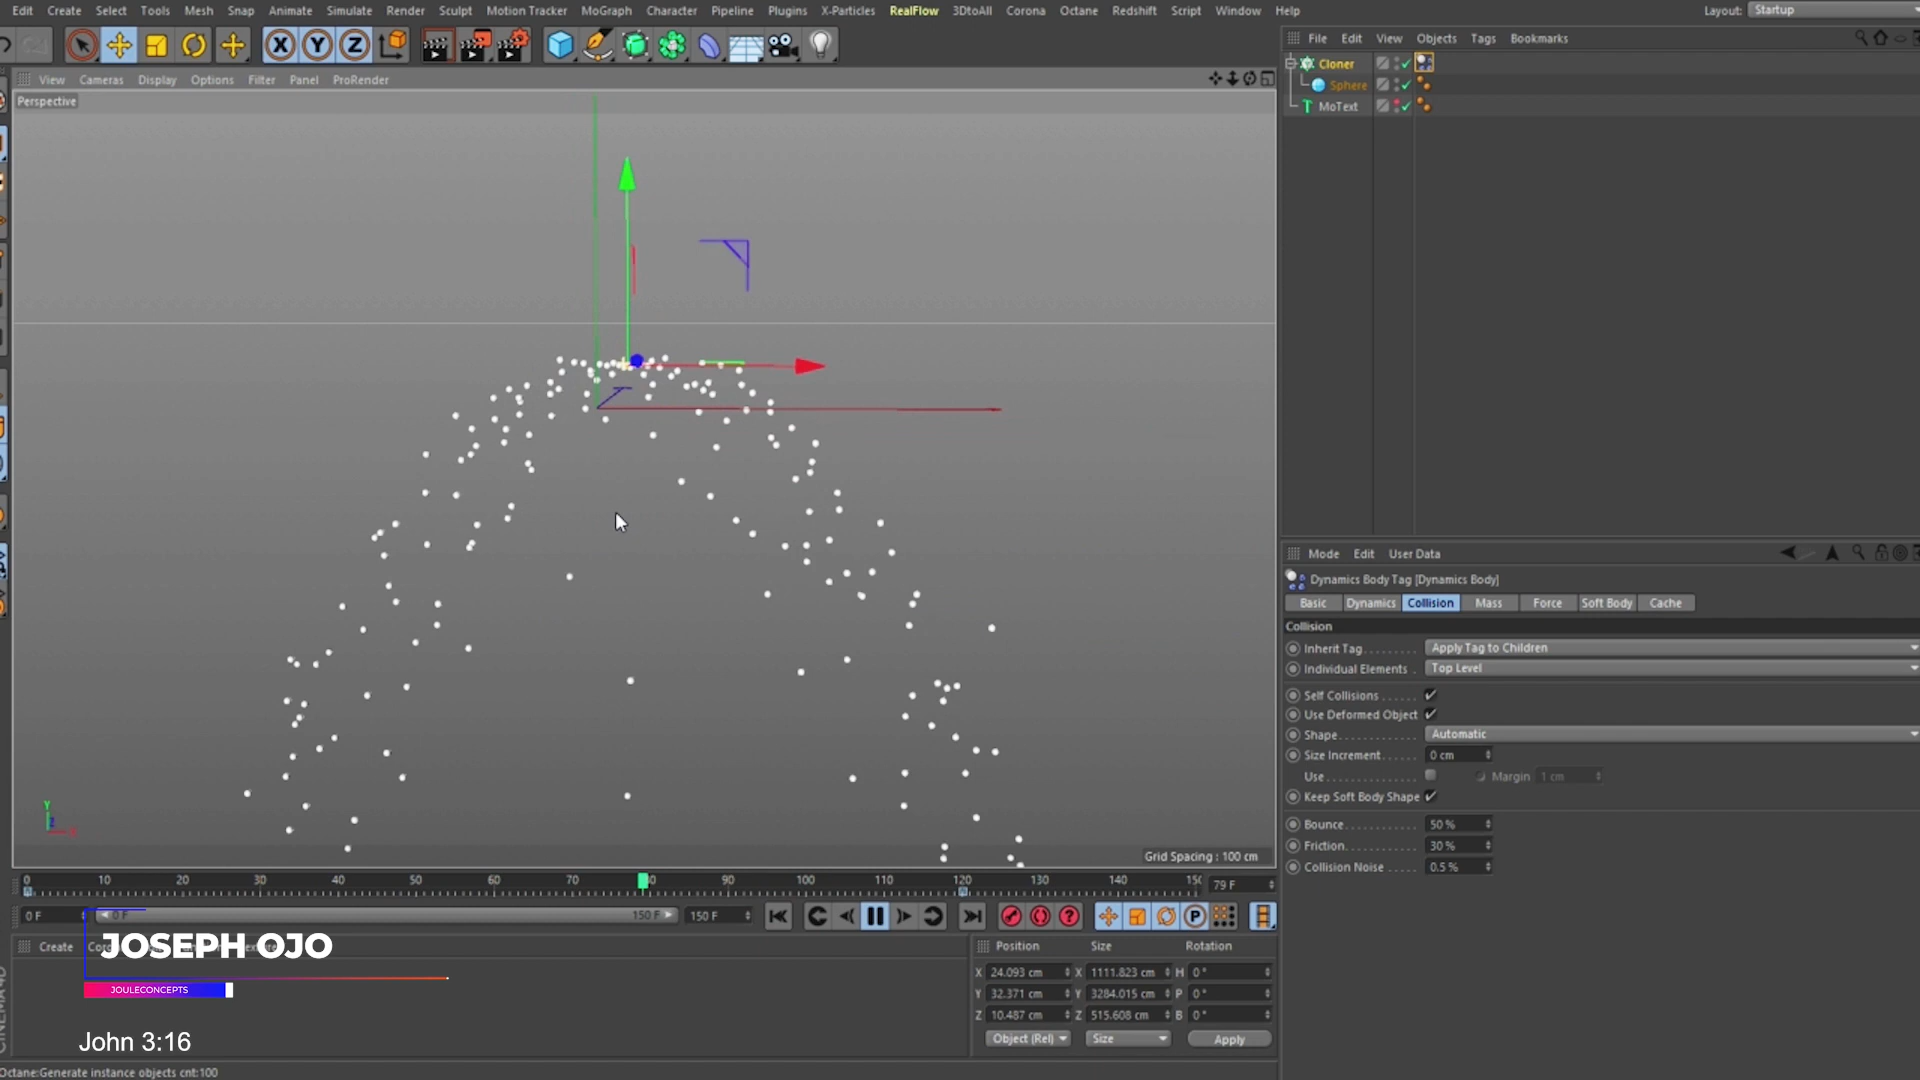 Edit Create Select Tools Mesh Snap Animate Simulate Render Sculpt Motion Tracker MoGraph Character Pipeline Plugins X-Particles RealFlow 3DtoAll Corona Octane Redshift Script Window Help Layout: Startup
X Y Z File Edit View Objects Tags Bookmarks
View Cameras Display Options Filter Panel ProRender
Perspective
Cloner
Sphere
MoText
Mode Edit User Data
Dynamics Body Tag [Dynamics Body]
Basic Dynamics Collision Mass Force Soft Body Cache
Collision
Inherit Tag........ Apply Tag to Children
Individual Elements . Top Level
Self Collisions......
Use Deformed Object
Shape............. Automatic
Size Increment..... 0 cm
Use............... Margin 1 cm
Keep Soft Body Shape
Bounce............ 50 %
Friction............ 30 %
Collision Noise .... 0.5 %
Y
Grid Spacing : 100 cm
0 10 20 30 40 50 60 70 80 90 100 110 120 130 140 150 79 F
0 F 0 F 150 F 150 F P
Create
JOSEPH OJO
JOULECONCEPTS
John 3:16
Position Size Rotation
X 24.093 cm X 1111.823 cm H 0 °
Y 32.371 cm Y 3284.015 cm P 0 °
Z 10.487 cm Z 515.608 cm B 0 °
Object (Rel) Size Apply
Octane:Generate instance objects cnt:100